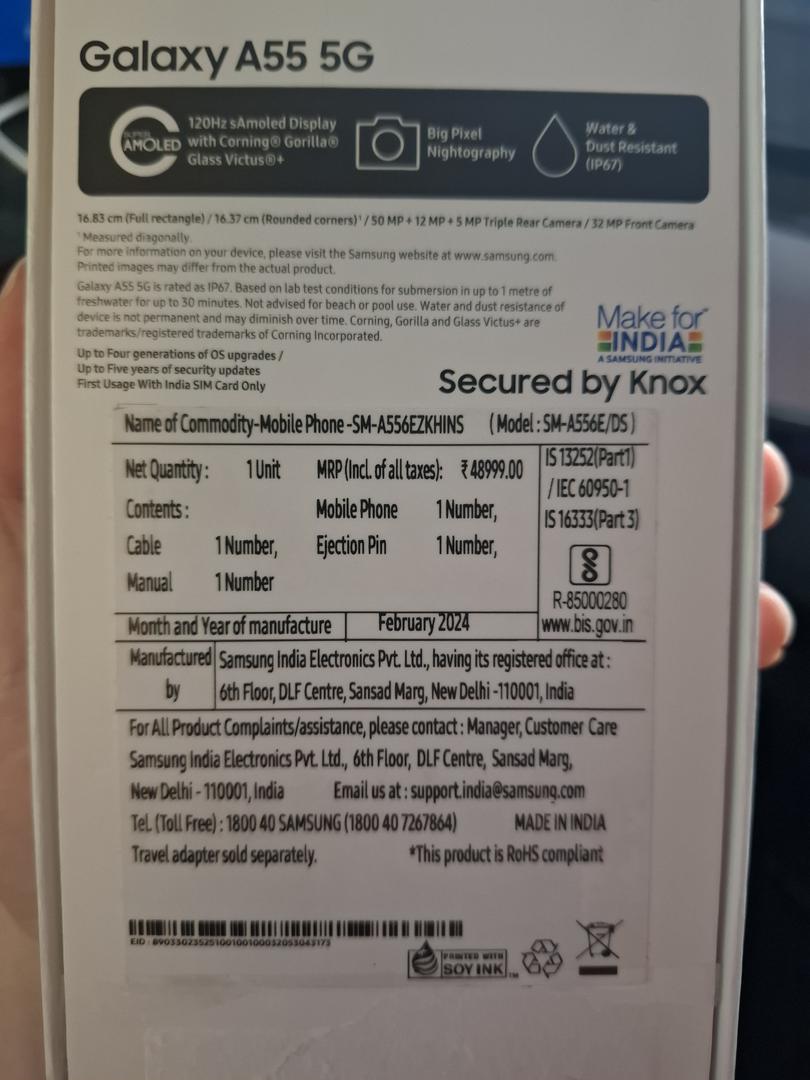 Galaxy A55 5G
SUPER
AMOLED
120Hz sAmoled Display
with Corning® Gorilla®
Glass Victus®+
Big Pixel
Nightography
Water &
Dust Resistant
(IP67)
16.83 cm (Full rectangle) / 16.37 cm (Rounded corners)¹ / 50 MP + 12 MP + 5 MP Triple Rear Camera / 32 MP Front Camera
¹ Measured diagonally.
For more information on your device, please visit the Samsung website at www.samsung.com.
Printed images may differ from the actual product.
Galaxy A55 5G is rated as IP67. Based on lab test conditions for submersion in up to 1 metre of
freshwater for up to 30 minutes. Not advised for beach or pool use. Water and dust resistance of
device is not permanent and may diminish over time. Corning, Gorilla and Glass Victus+ are
trademarks/registered trademarks of Corning Incorporated.
Up to Four generations of OS upgrades /
Up to Five years of security updates
First Usage With India SIM Card Only
Make for
INDIA
A SAMSUNG INITIATIVE
Secured by Knox
Name of Commodity-Mobile Phone -SM-A556EZKHINS (Model : SM-A556E/DS)
Net Quantity : 1 Unit MRP (Incl. of all taxes): ₹ 48999.00
Contents : Mobile Phone 1 Number,
Cable 1 Number, Ejection Pin 1 Number,
Manual 1 Number
IS 13252(Part1)
/ IEC 60950-1
IS 16333(Part 3)
R-85000280
www.bis.gov.in
Month and Year of manufacture February 2024
Manufactured by
Samsung India Electronics Pvt. Ltd., having its registered office at :
6th Floor, DLF Centre, Sansad Marg, New Delhi -110001, India
For All Product Complaints/assistance, please contact : Manager, Customer Care
Samsung India Electronics Pvt. Ltd., 6th Floor, DLF Centre, Sansad Marg,
New Delhi - 110001, India Email us at : support.india@samsung.com
Tel. (Toll Free) : 1800 40 SAMSUNG (1800 40 7267864) MADE IN INDIA
Travel adapter sold separately. *This product is RoHS compliant
EID : 89033023525100100100032053043173
PRINTED WITH
SOY INK™